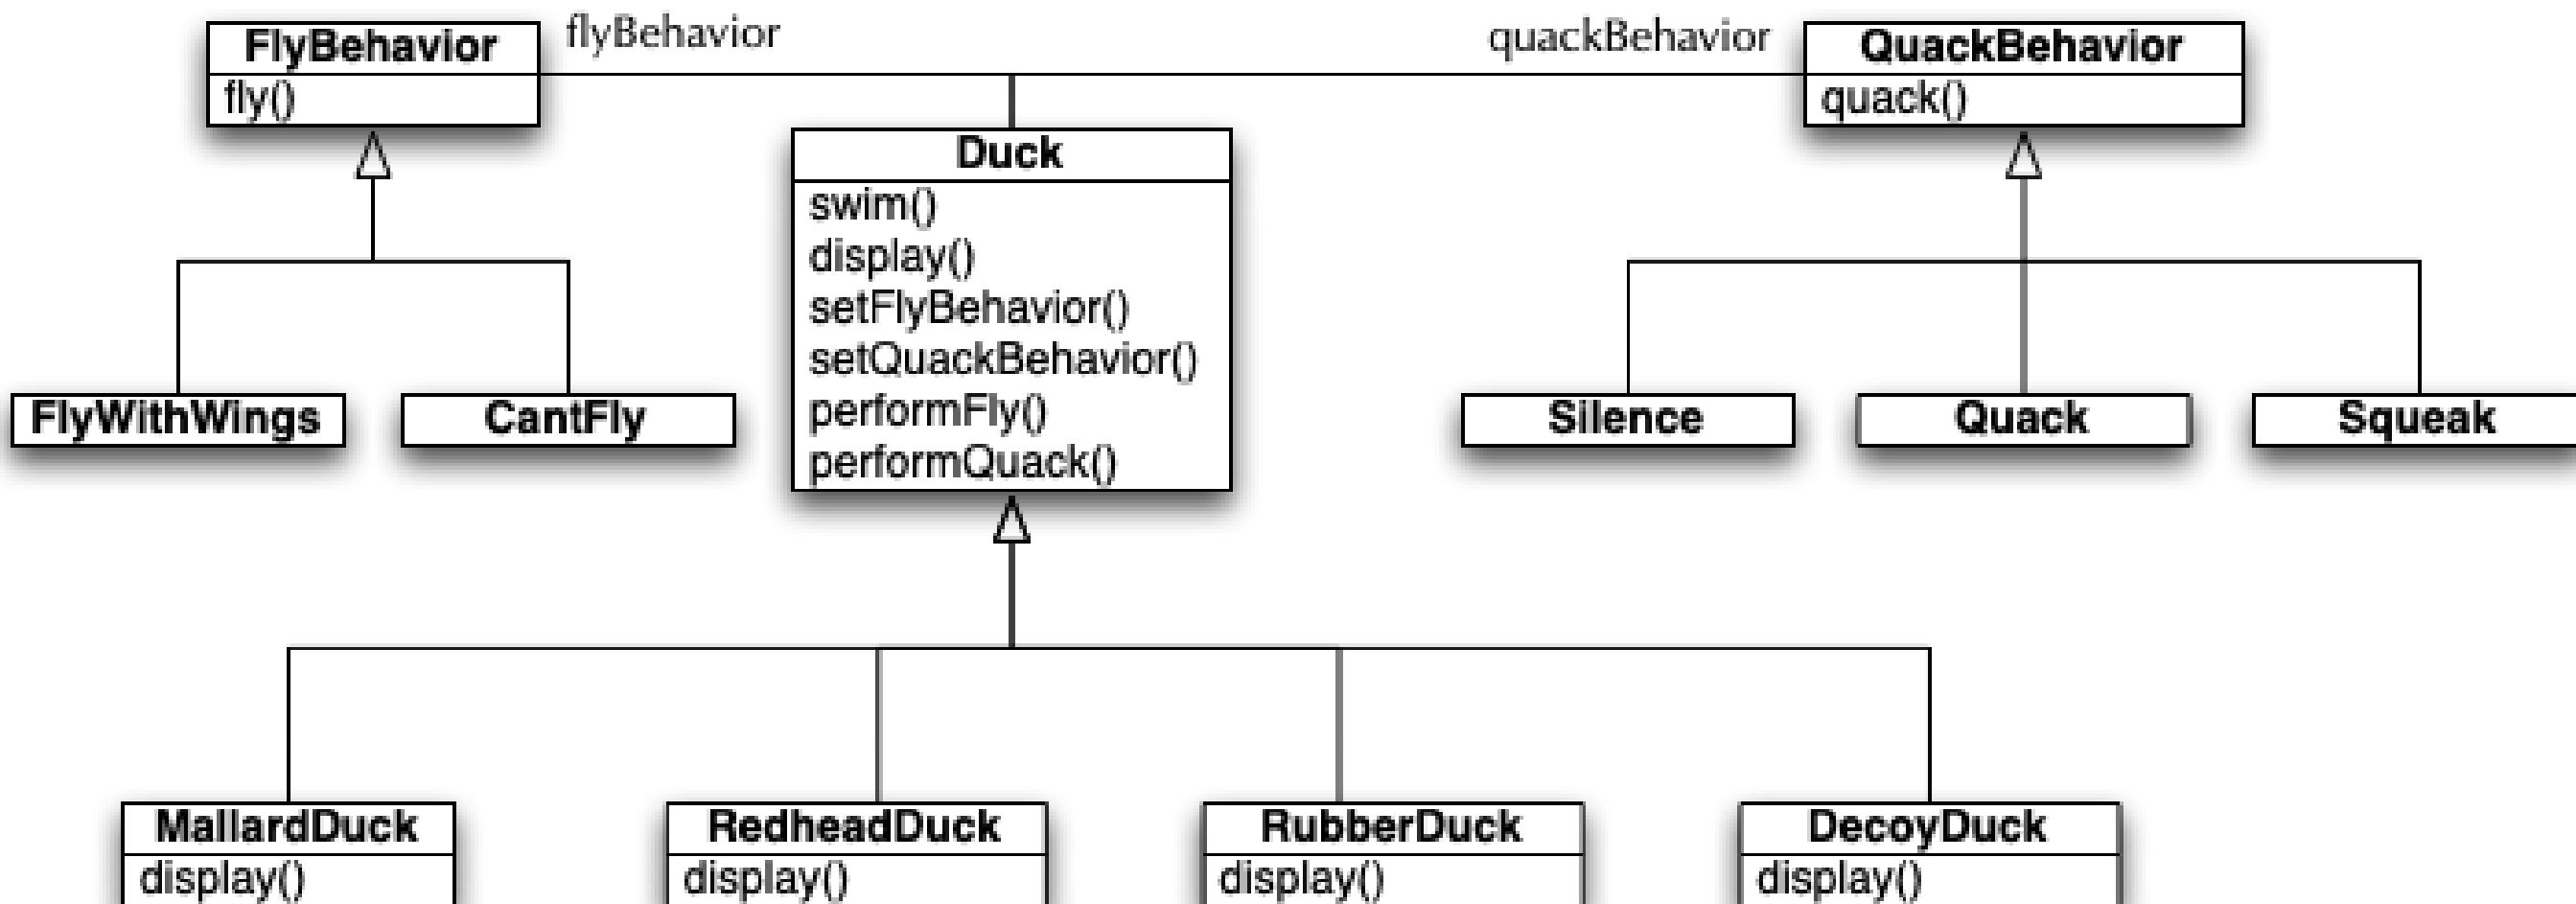 FlyBehavior
fly()
flyBehavior
quackBehavior
QuackBehavior
quack()
Duck
swim()
display()
setFlyBehavior()
setQuackBehavior()
performFly()
performQuack()
FlyWithWings
CantFly
Silence
Quack
Squeak
MallardDuck
display()
RedheadDuck
display()
RubberDuck
display()
DecoyDuck
display()